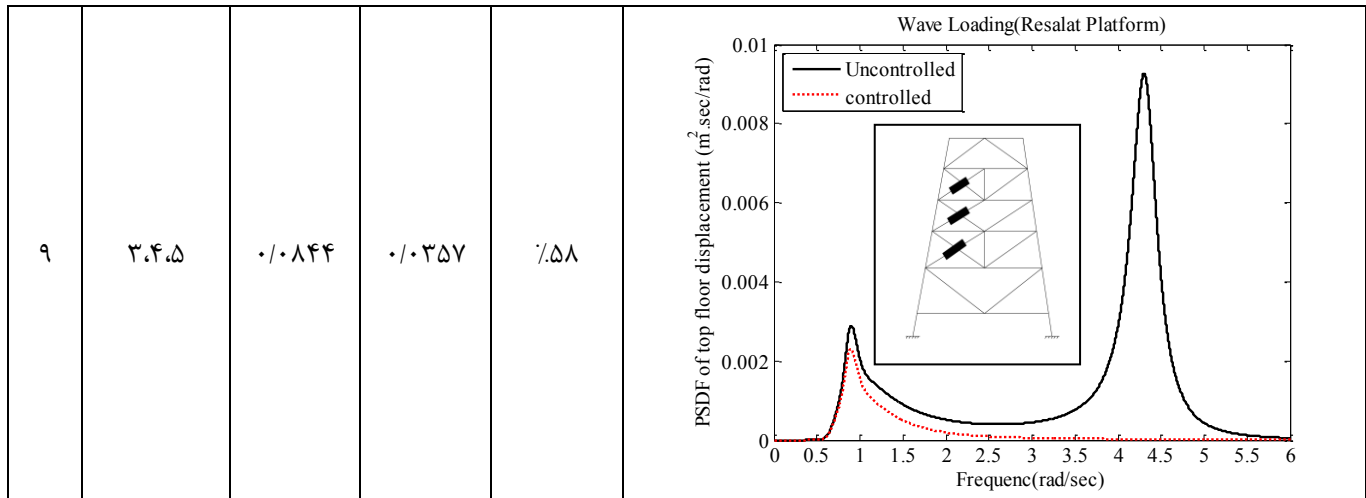 ۹
۳،۴،۵
۰/۰۸۴۴
۰/۰۳۵۷
٪۵۸
Wave Loading(Resalat Platform)
PSDF of top floor displacement (m².sec/rad)
0.01
0.008
0.006
0.004
0.002
0
Uncontrolled
controlled
0 0.5 1 1.5 2 2.5 3 3.5 4 4.5 5 5.5 6
Frequenc(rad/sec)